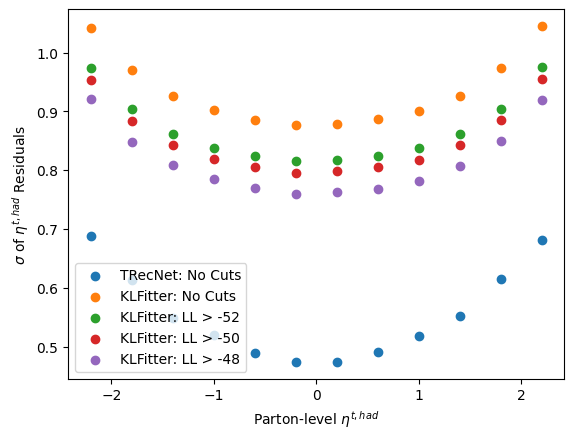 1.0
0.9
0.8
0.7
0.6
0.5
σ of η^{t,had} Residuals
TRecNet: No Cuts
KLFitter: No Cuts
KLFitter: LL > -52
KLFitter: LL > -50
KLFitter: LL > -48
−2 −1 0 1 2
Parton-level η^{t,had}